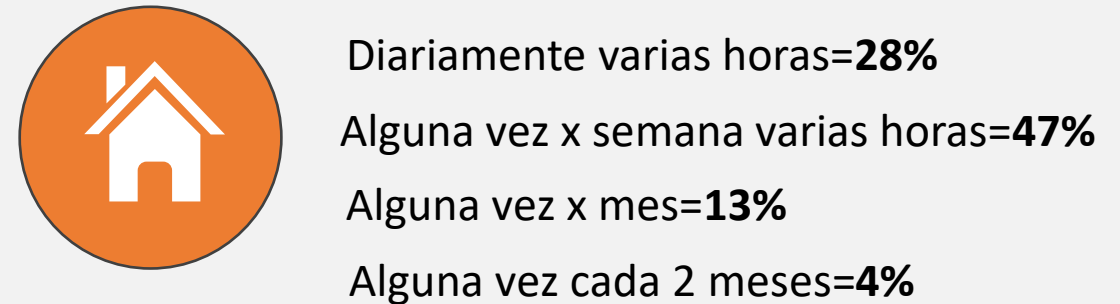 Diariamente varias horas=28%
Alguna vez x semana varias horas=47%
Alguna vez x mes=13%
Alguna vez cada 2 meses=4%